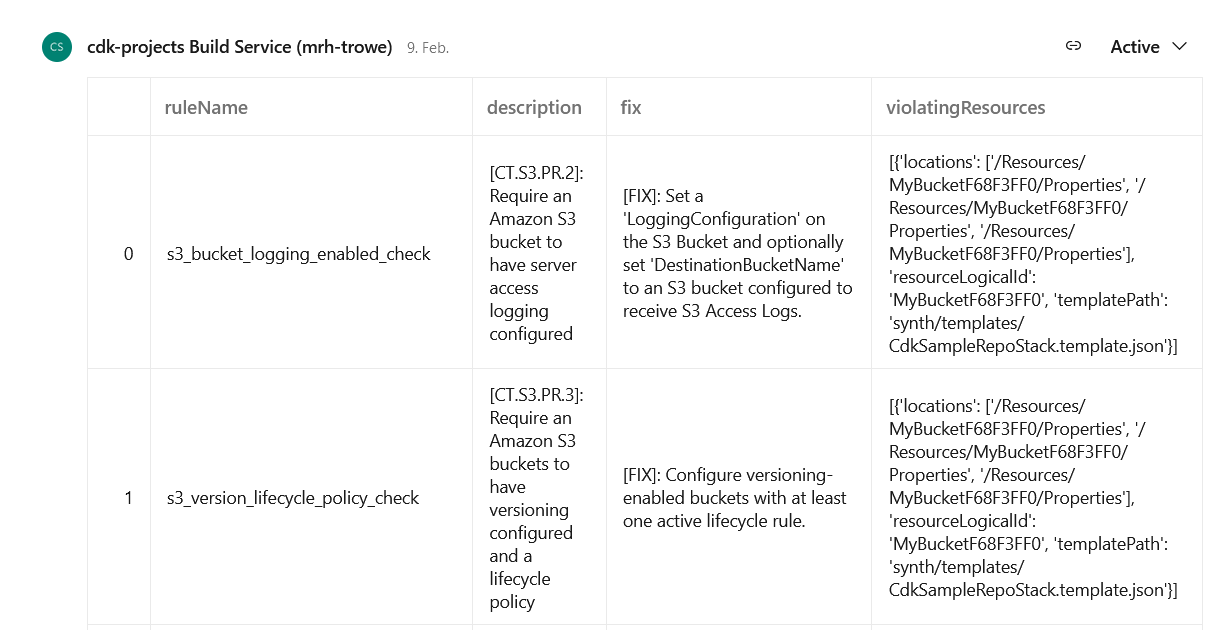 CS cdk-projects Build Service (mrh-trowe) 9. Feb. Active
ruleName description fix violatingResources
0
s3_bucket_logging_enabled_check
[CT.S3.PR.2]:
Require an
Amazon S3
bucket to
have server
access
logging
configured
[FIX]: Set a
'LoggingConfiguration' on
the S3 Bucket and optionally
set 'DestinationBucketName'
to an S3 bucket configured to
receive S3 Access Logs.
[{'locations': ['/Resources/
MyBucketF68F3FF0/Properties', '/
Resources/MyBucketF68F3FF0/
Properties', '/Resources/
MyBucketF68F3FF0/Properties'],
'resourceLogicalId':
'MyBucketF68F3FF0', 'templatePath':
'synth/templates/
CdkSampleRepoStack.template.json'}]
1
s3_version_lifecycle_policy_check
[CT.S3.PR.3]:
Require an
Amazon S3
buckets to
have
versioning
configured
and a
lifecycle
policy
[FIX]: Configure versioning-
enabled buckets with at least
one active lifecycle rule.
[{'locations': ['/Resources/
MyBucketF68F3FF0/Properties', '/
Resources/MyBucketF68F3FF0/
Properties', '/Resources/
MyBucketF68F3FF0/Properties'],
'resourceLogicalId':
'MyBucketF68F3FF0', 'templatePath':
'synth/templates/
CdkSampleRepoStack.template.json'}]